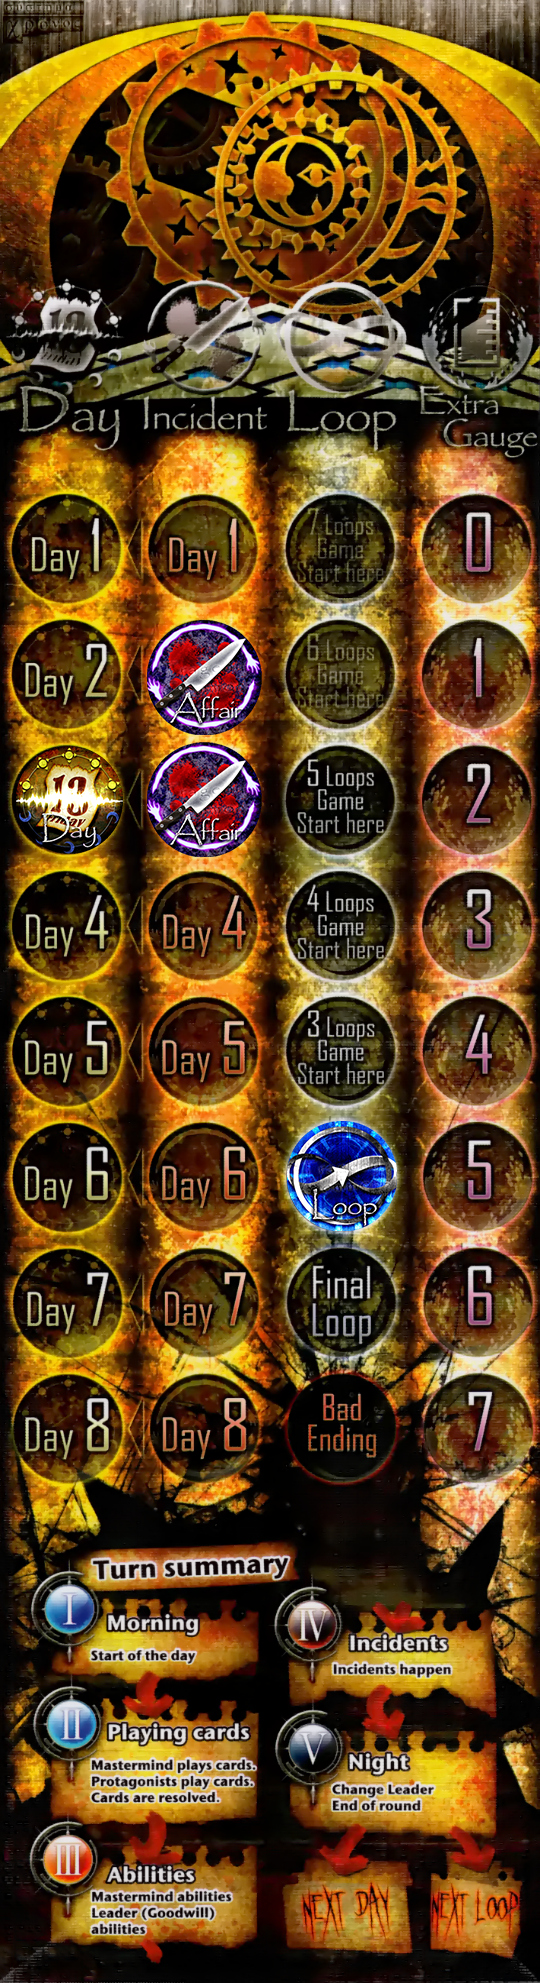 Day
Incident
Loop
Extra
Gauge
Day 1
Day 1
7 Loops
Game
Start here
0
Day 2
Affair
6 Loops
Game
Start here
1
13
Day
Affair
5 Loops
Game
Start here
2
Day 4
Day 4
4 Loops
Game
Start here
3
Day 5
Day 5
3 Loops
Game
Start here
4
Day 6
Day 6
Loop
5
Day 7
Day 7
Final
Loop
6
Day 8
Day 8
Bad
Ending
7
Turn summary
I
Morning
Start of the day
II
Playing cards
Mastermind plays cards.
Protagonists play cards.
Cards are resolved.
III
Abilities
Mastermind abilities
Leader (Goodwill)
abilities
IV
Incidents
Incidents happen
V
Night
Change Leader
End of round
NEXT DAY
NEXT LOOP